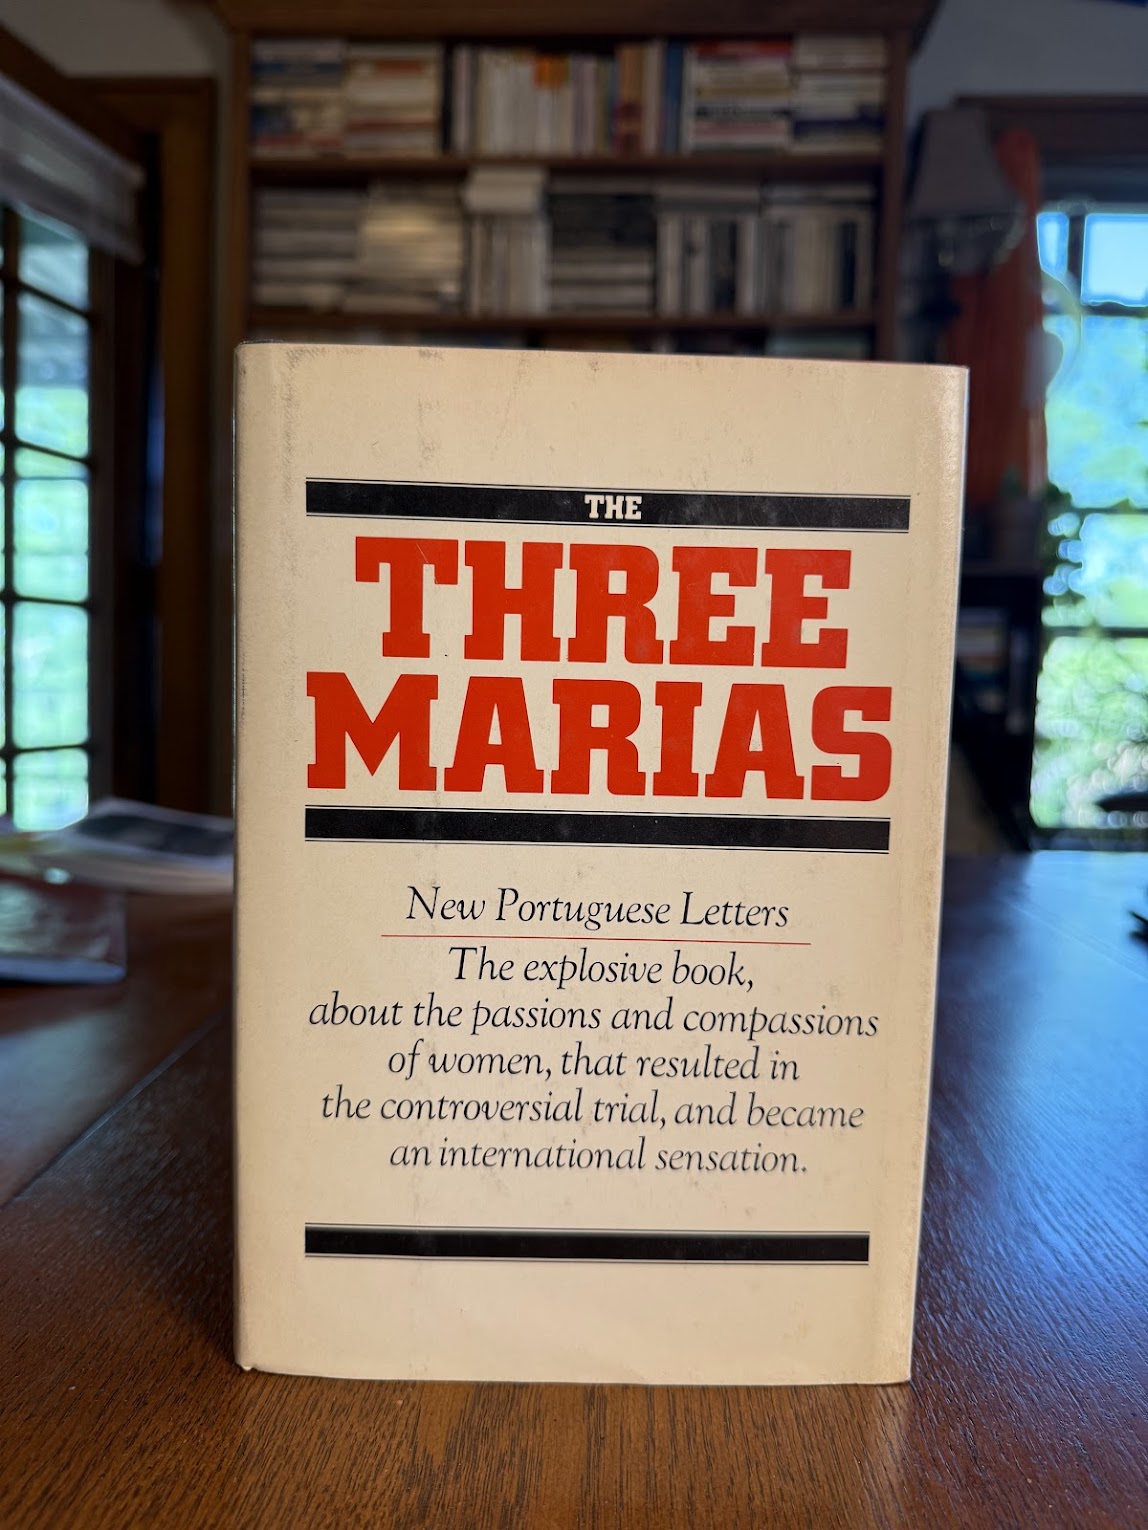 THE
THREE
MARIAS
New Portuguese Letters
The explosive book,
about the passions and compassions
of women, that resulted in
the controversial trial, and became
an international sensation.